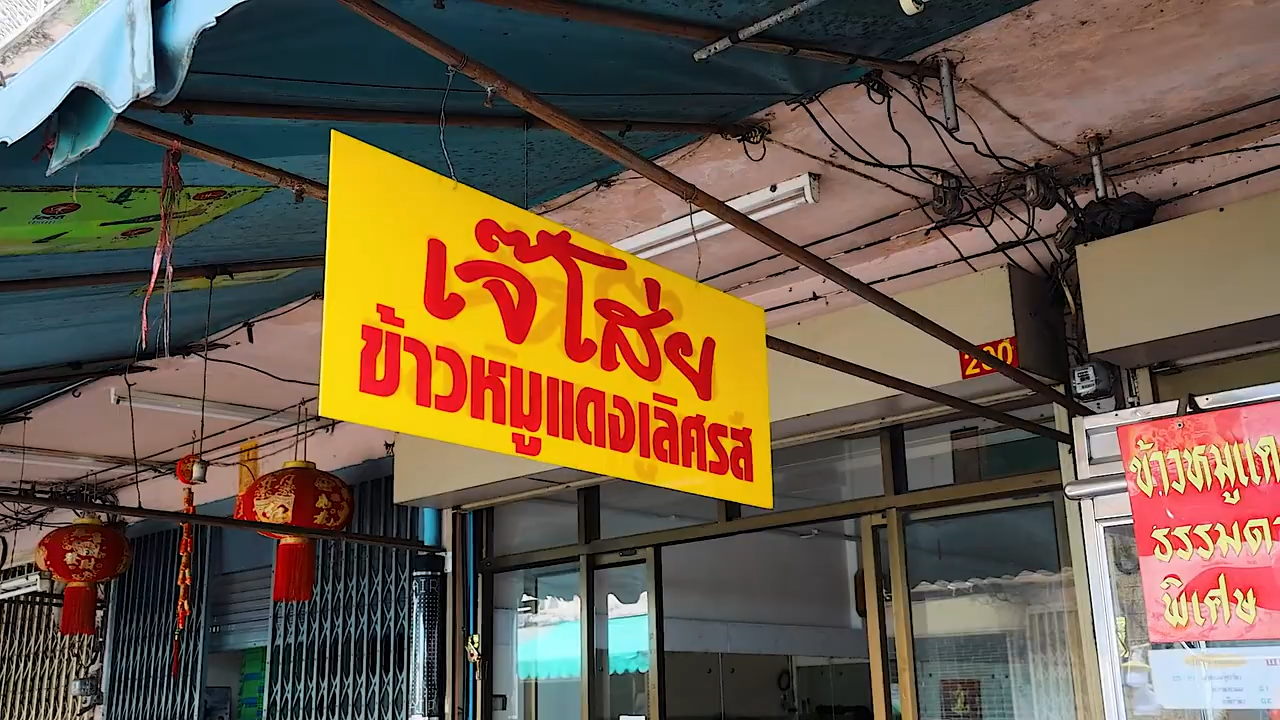 เจ๊โส่ย
ข้าวหมูแดงเลิศรส
200
ข้าวหมูแด
ธรรมดา
พิเศษ